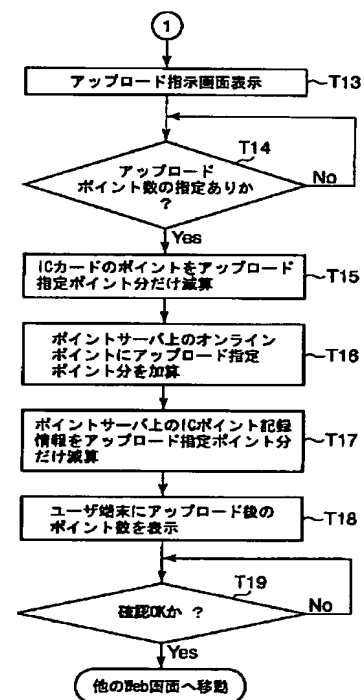 1
アップロード指示画面表示
T13
T14
アップロード
ポイント数の指定ありか
?
No
Yes
ICカードのポイントをアップロード
指定ポイント分だけ減算
T15
ポイントサーバ上のオンライン
ポイントにアップロード指定
ポイント分を加算
T16
ポイントサーバ上のICポイント記録
情報をアップロード指定ポイント分
だけ減算
T17
ユーザ端末にアップロード後の
ポイント数を表示
T18
T19
確認OKか ?
No
Yes
他のWeb画面へ移動